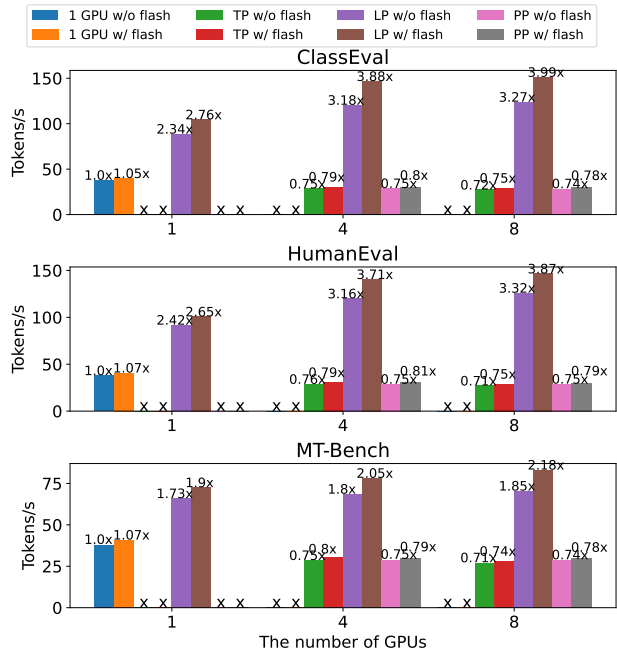 1 GPU w/o flash TP w/o flash LP w/o flash PP w/o flash
1 GPU w/ flash TP w/ flash LP w/ flash PP w/ flash
ClassEval
Tokens/s
150
100
50
0
1.0x 1.05x x x 2.34x 2.76x x x x x 0.75x 0.79x 3.18x 3.88x 0.75x 0.8x x x 0.72x 0.75x 3.27x 3.99x 0.74x 0.78x
1 4 8
HumanEval
Tokens/s
150
100
50
0
1.0x 1.07x x x 2.42x 2.65x x x x x 0.76x 0.79x 3.16x 3.71x 0.75x 0.81x x x 0.71x 0.75x 3.32x 3.87x 0.75x 0.79x
1 4 8
MT-Bench
Tokens/s
75
50
25
0
1.0x 1.07x x x 1.73x 1.9x x x x x 0.75x 0.8x 1.8x 2.05x 0.75x 0.79x x x 0.71x 0.74x 1.85x 2.18x 0.74x 0.78x
1 4 8
The number of GPUs